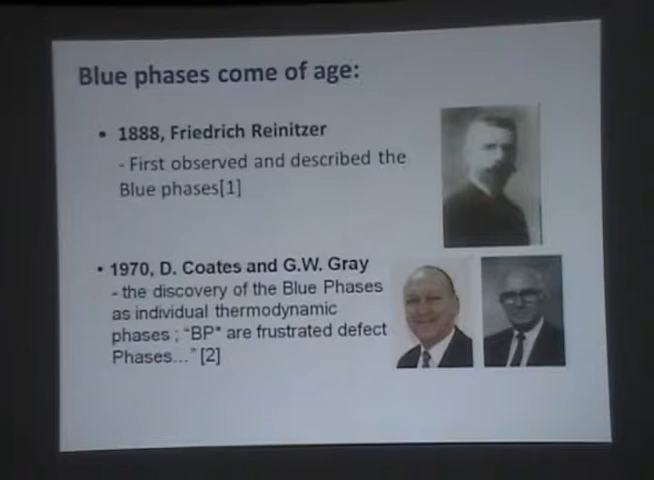 Blue phases come of age:
• 1888, Friedrich Reinitzer
- First observed and described the
Blue phases[1]
• 1970, D. Coates and G.W. Gray
- the discovery of the Blue Phases
as individual thermodynamic
phases ; “BP* are frustrated defect
Phases...” [2]